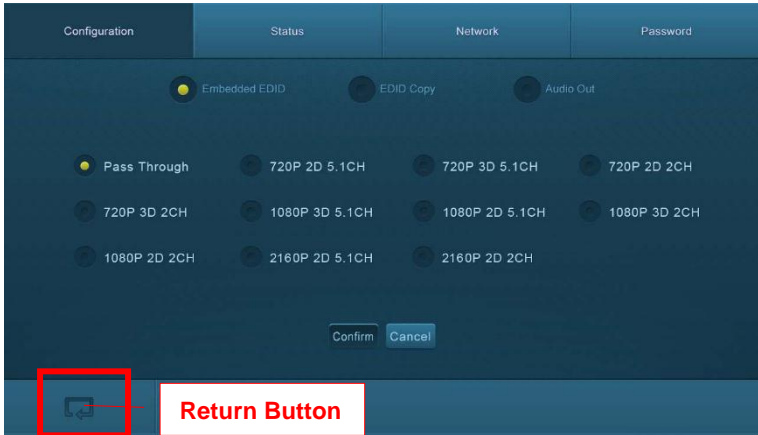 Configuration Status Network Password
Embedded EDID EDID Copy Audio Out
Pass Through 720P 2D 5.1CH 720P 3D 5.1CH 720P 2D 2CH
720P 3D 2CH 1080P 3D 5.1CH 1080P 2D 5.1CH 1080P 3D 2CH
1080P 2D 2CH 2160P 2D 5.1CH 2160P 2D 2CH
Confirm Cancel
Return Button